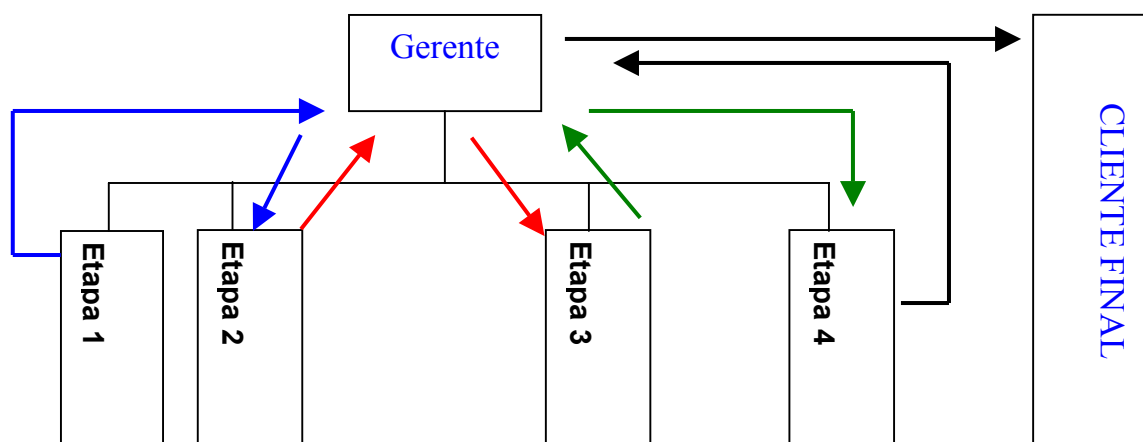 Gerente
Etapa 1
Etapa 2
Etapa 3
Etapa 4
CLIENTE FINAL